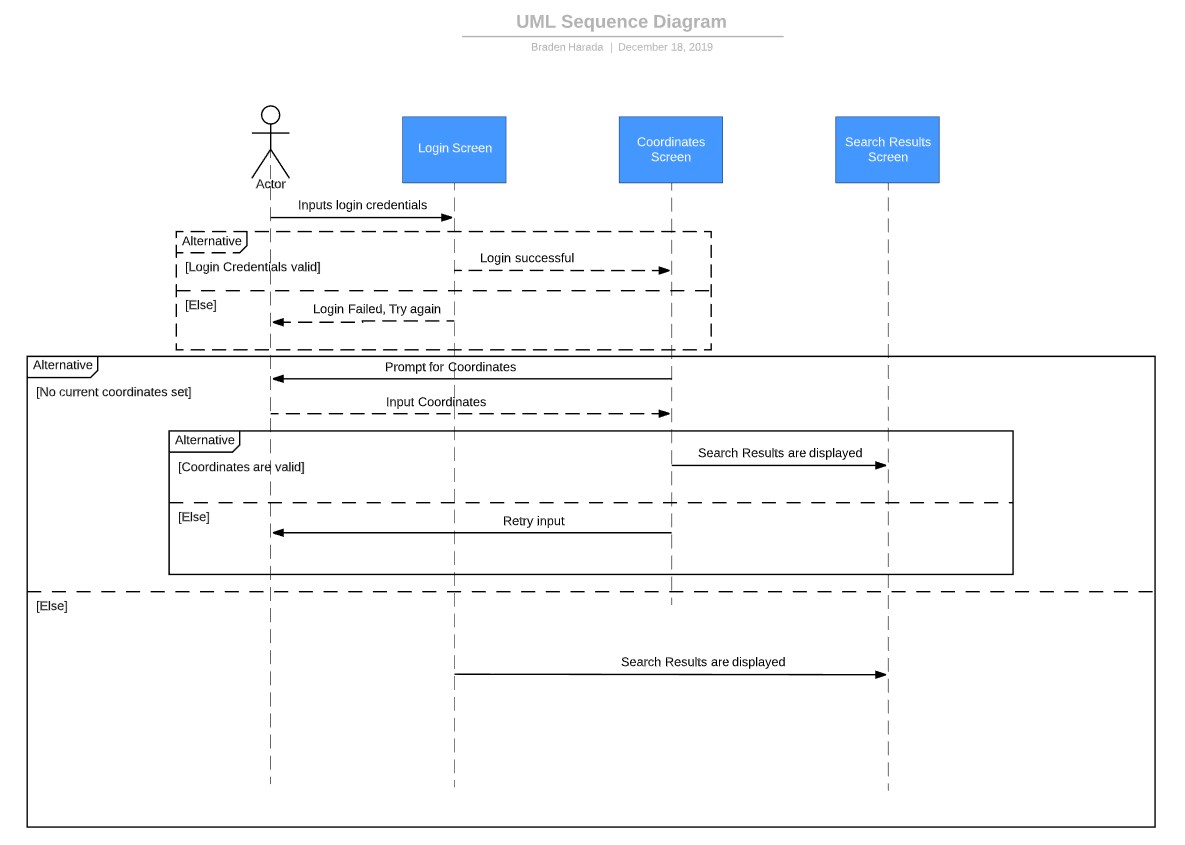 UML Sequence Diagram
Braden Harada | December 18, 2019
Actor
Login Screen
Coordinates
Screen
Search Results
Screen
Inputs login credentials
Alternative
[Login Credentials valid]
Login successful
[Else]
Login Failed, Try again
Alternative
Prompt for Coordinates
[No current coordinates set]
Input Coordinates
Alternative
[Coordinates are valid]
Search Results are displayed
[Else]
Retry input
[Else]
Search Results are displayed